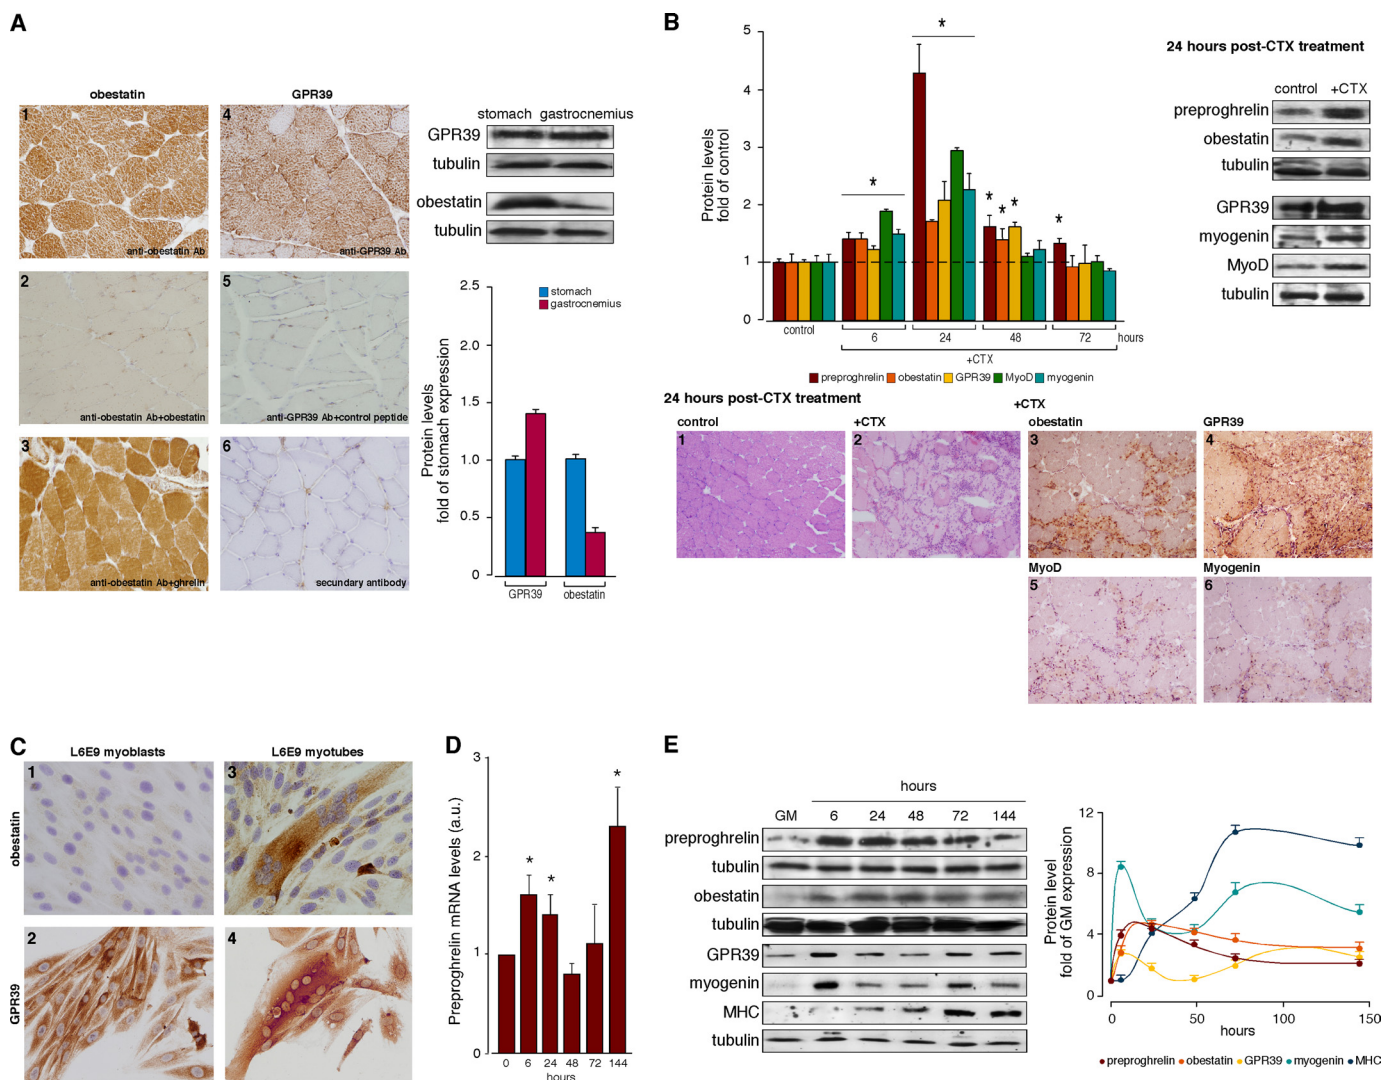 A
obestatin
GPR39
1
anti-obestatin Ab
4
anti-GPR39 Ab
2
anti-obestatin Ab+obestatin
5
anti-GPR39 Ab+control peptide
3
anti-obestatin Ab+ghrelin
6
secundary antibody
stomach gastrocnemius
GPR39
tubulin
obestatin
tubulin
Protein levels
fold of stomach expression
2.5
2.0
1.5
1.0
0.5
0
stomach
gastrocnemius
GPR39 obestatin
B
Protein levels
fold of control
5
4
3
2
1
0
* * * * * *
control 6 24 48 72 hours
+CTX
preproghrelin obestatin GPR39 MyoD myogenin
24 hours post-CTX treatment
control +CTX
preproghrelin
obestatin
tubulin
GPR39
myogenin
MyoD
tubulin
24 hours post-CTX treatment
+CTX
control
+CTX
obestatin
GPR39
1
2
3
4
MyoD
Myogenin
5
6
C
L6E9 myoblasts
L6E9 myotubes
obestatin
1
3
GPR39
2
4
D
Preproghrelin mRNA levels (a.u.)
3
2
1
0
* * *
0 6 24 48 72 144
hours
E
hours
GM 6 24 48 72 144
preproghrelin
tubulin
obestatin
tubulin
GPR39
myogenin
MHC
tubulin
Protein level
fold of GM expression
12
8
4
0
0 50 100 150
hours
preproghrelin obestatin GPR39 myogenin MHC